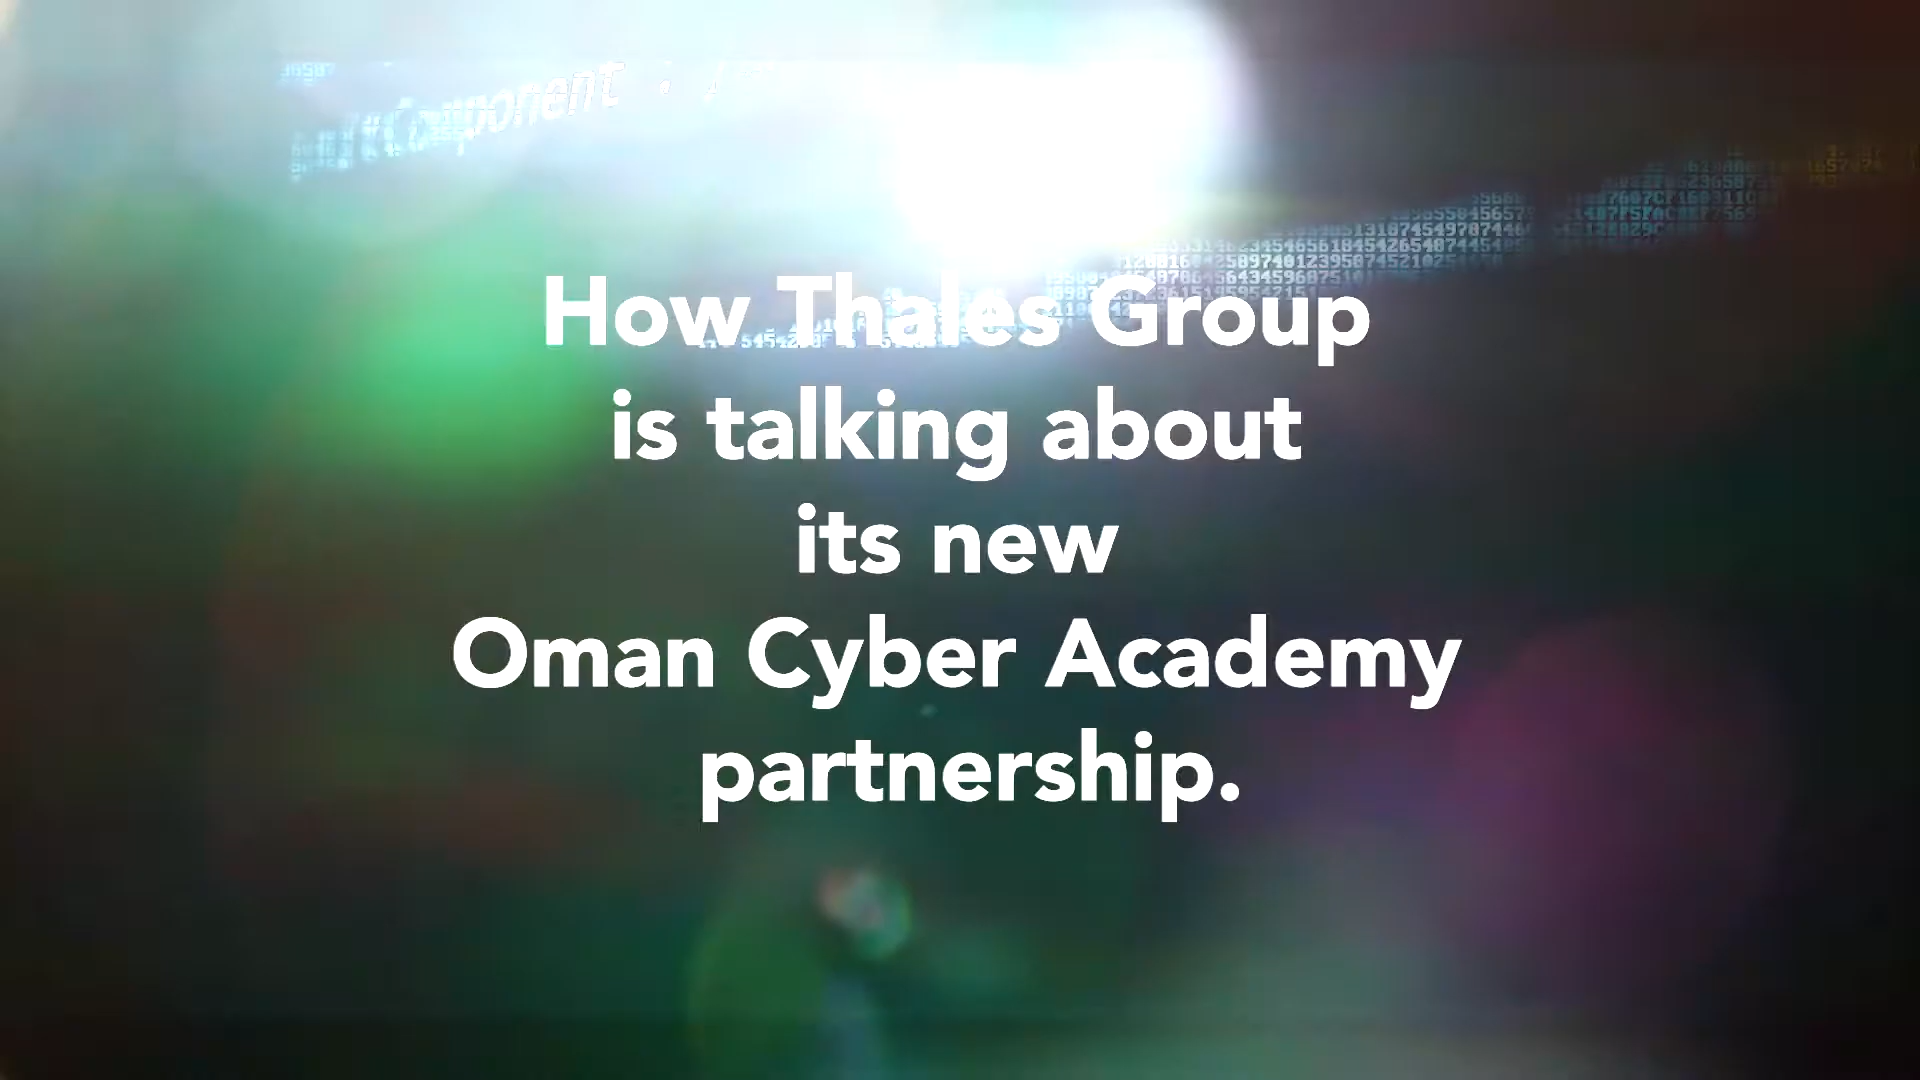 How Thales Group
is talking about
its new
Oman Cyber Academy
partnership.